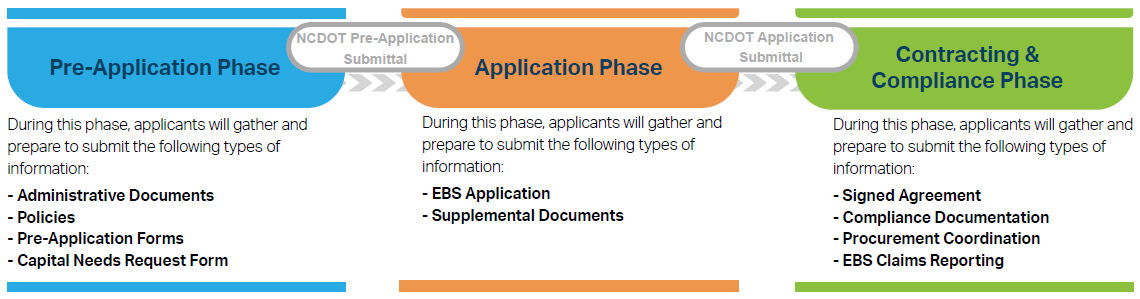 Pre-Application Phase
During this phase, applicants will gather and
prepare to submit the following types of
information:
- Administrative Documents
- Policies
- Pre-Application Forms
- Capital Needs Request Form
NCDOT Pre-Application
Submittal
Application Phase
During this phase, applicants will gather and
prepare to submit the following types of
information:
- EBS Application
- Supplemental Documents
NCDOT Application
Submittal
Contracting &
Compliance Phase
During this phase, applicants will gather and
prepare to submit the following types of
information:
- Signed Agreement
- Compliance Documentation
- Procurement Coordination
- EBS Claims Reporting